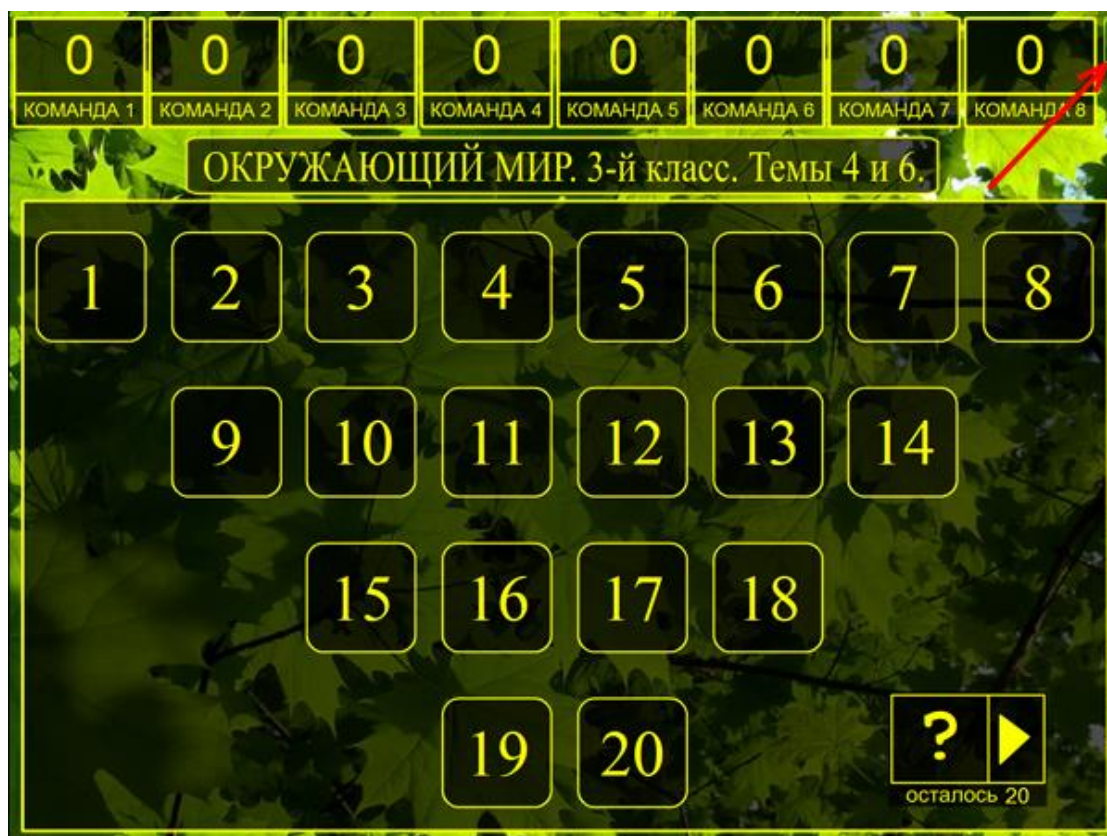 0 0 0 0 0 0 0 0
КОМАНДА 1 КОМАНДА 2 КОМАНДА 3 КОМАНДА 4 КОМАНДА 5 КОМАНДА 6 КОМАНДА 7 КОМАНДА 8
ОКРУЖАЮЩИЙ МИР. 3-й класс. Темы 4 и 6.
1 2 3 4 5 6 7 8
9 10 11 12 13 14
15 16 17 18
19 20 ?
осталось 20